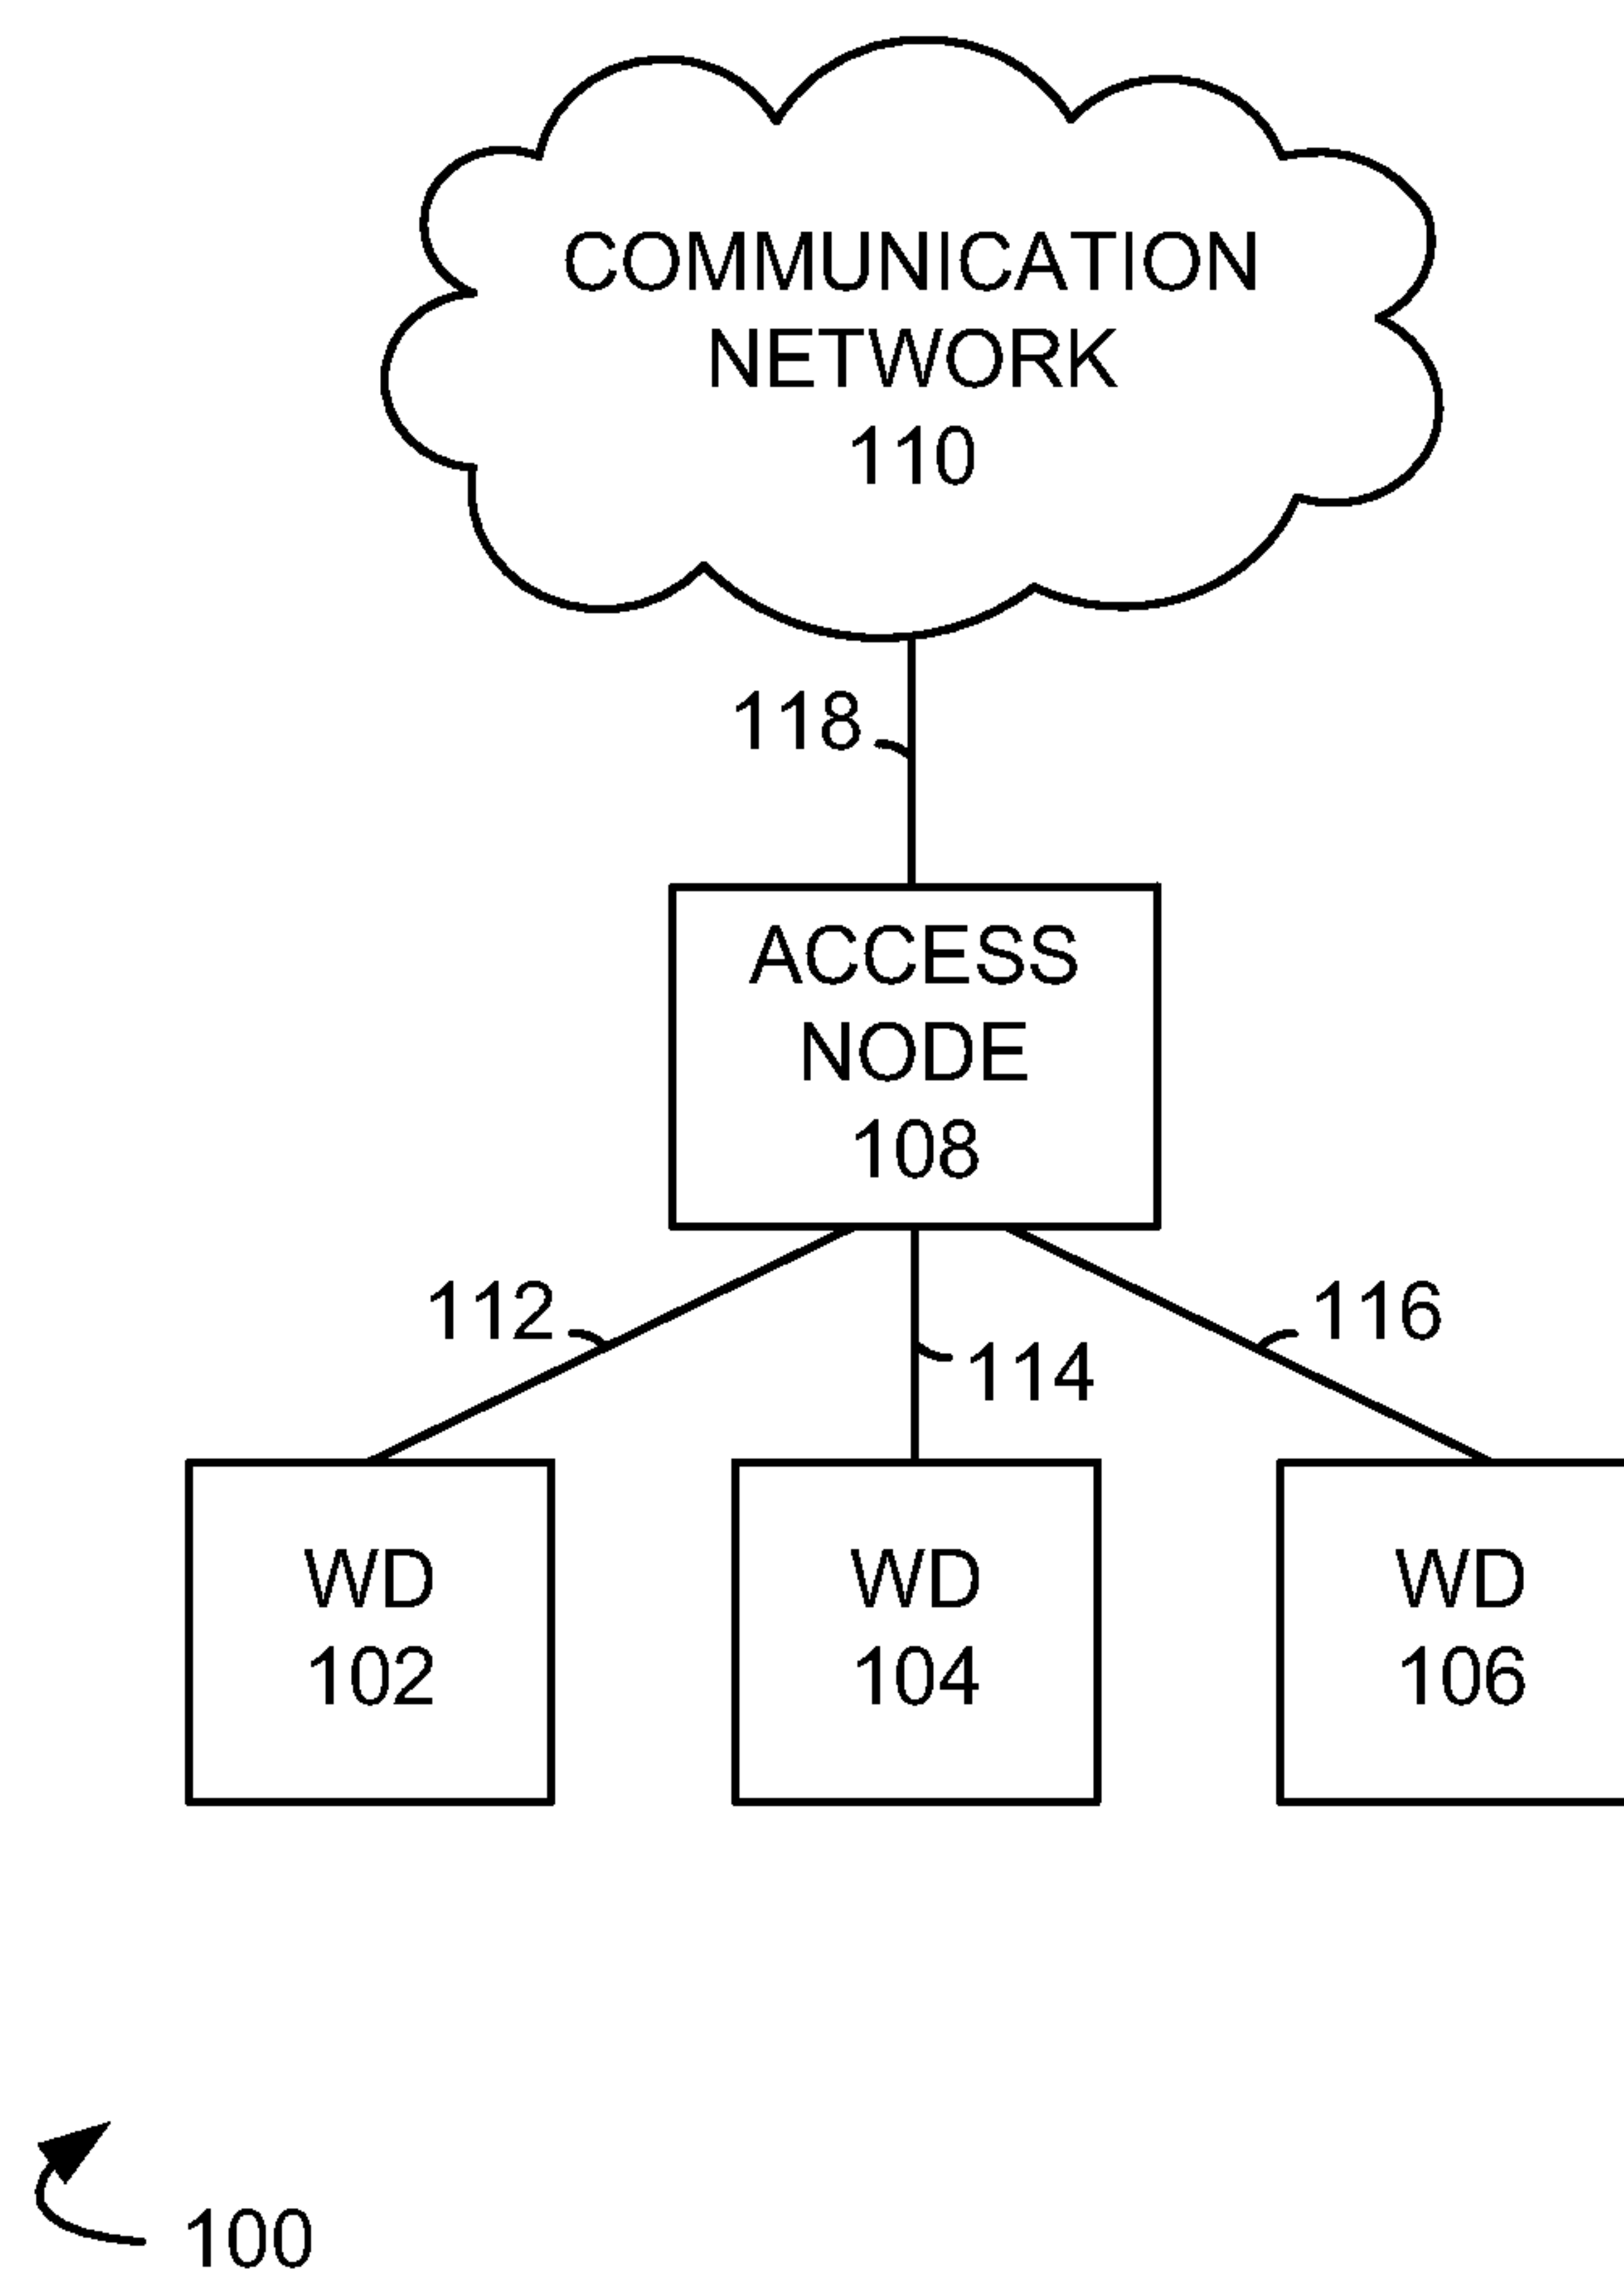 COMMUNICATION
NETWORK
110
118
ACCESS
NODE
108
112
114
116
WD
102
WD
104
WD
106
100